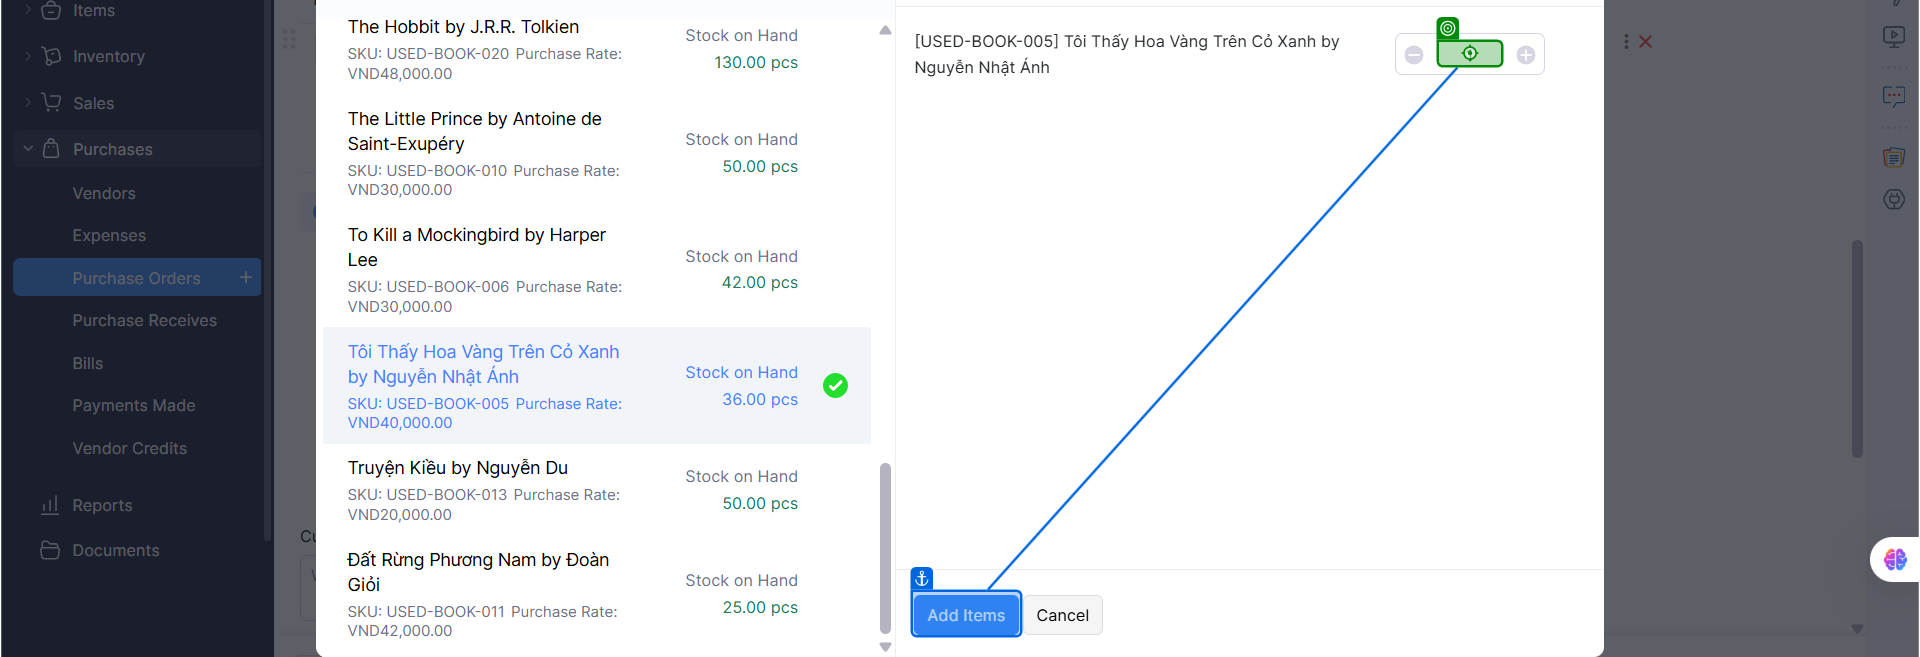 Items
Inventory
Sales
Purchases
Vendors
Expenses
Purchase Orders +
Purchase Receives
Bills
Payments Made
Vendor Credits
Reports
Documents
The Hobbit by J.R.R. Tolkien
SKU: USED-BOOK-020 Purchase Rate:
VND48,000.00
Stock on Hand
130.00 pcs
The Little Prince by Antoine de
Saint-Exupéry
SKU: USED-BOOK-010 Purchase Rate:
VND30,000.00
Stock on Hand
50.00 pcs
To Kill a Mockingbird by Harper
Lee
SKU: USED-BOOK-006 Purchase Rate:
VND30,000.00
Stock on Hand
42.00 pcs
Tôi Thấy Hoa Vàng Trên Cỏ Xanh
by Nguyễn Nhật Ánh
SKU: USED-BOOK-005 Purchase Rate:
VND40,000.00
Stock on Hand
36.00 pcs
Truyện Kiều by Nguyễn Du
SKU: USED-BOOK-013 Purchase Rate:
VND20,000.00
Stock on Hand
50.00 pcs
Đất Rừng Phương Nam by Đoàn
Giỏi
SKU: USED-BOOK-011 Purchase Rate:
VND42,000.00
Stock on Hand
25.00 pcs
[USED-BOOK-005] Tôi Thấy Hoa Vàng Trên Cỏ Xanh by
Nguyễn Nhật Ánh
Add Items
Cancel